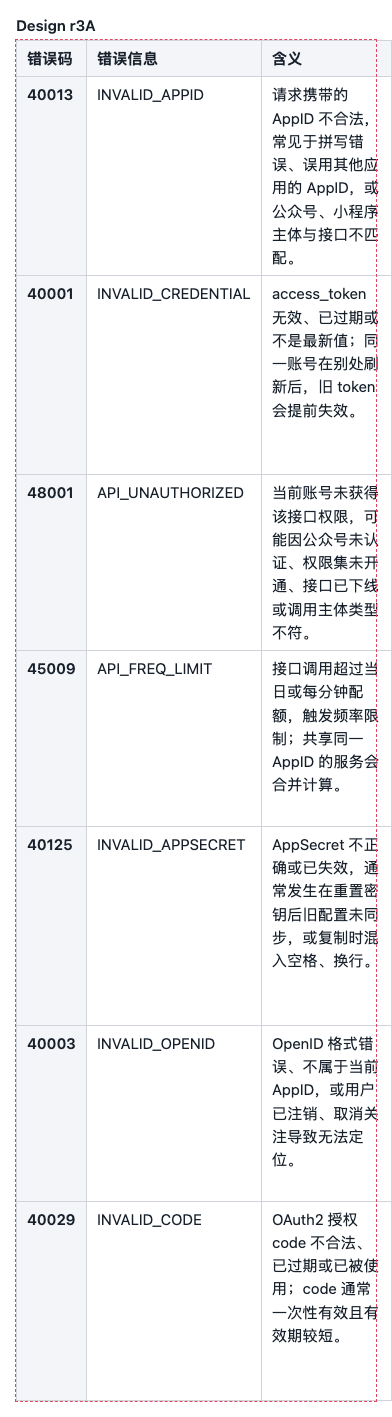 Design r3A
错误码 错误信息 含义
40013 INVALID_APPID 请求携带的
AppID 不合法，
常见于拼写错
误、误用其他应
用的 AppID，或
公众号、小程序
主体与接口不匹
配。
40001 INVALID_CREDENTIAL access_token
无效、已过期或
不是最新值；同
一账号在别处刷
新后，旧 token
会提前失效。
48001 API_UNAUTHORIZED 当前账号未获得
该接口权限，可
能因公众号未认
证、权限集未开
通、接口已下线
或调用主体类型
不符。
45009 API_FREQ_LIMIT 接口调用超过当
日或每分钟配
额，触发频率限
制；共享同一
AppID 的服务会
合并计算。
40125 INVALID_APPSECRET AppSecret 不正
确或已失效，通
常发生在重置密
钥后旧配置未同
步，或复制时混
入空格、换行。
40003 INVALID_OPENID OpenID 格式错
误、不属于当前
AppID，或用户
已注销、取消关
注导致无法定
位。
40029 INVALID_CODE OAuth2 授权
code 不合法、
已过期或已被使
用；code 通常
一次性有效且有
效期较短。